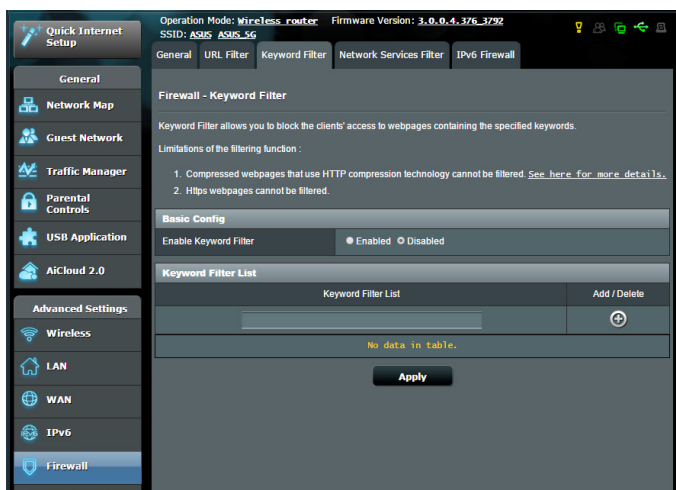 Quick Internet
Setup
Operation Mode: Wireless router Firmware Version: 3.0.0.4.376_3792
SSID: ASUS ASUS_5G
General URL Filter Keyword Filter Network Services Filter IPv6 Firewall
General
Network Map
Guest Network
Traffic Manager
Parental
Controls
USB Application
AiCloud 2.0
Advanced Settings
Wireless
LAN
WAN
IPv6
Firewall
Firewall - Keyword Filter
Keyword Filter allows you to block the clients' access to webpages containing the specified keywords.
Limitations of the filtering function :
1. Compressed webpages that use HTTP compression technology cannot be filtered. See here for more details.
2. Https webpages cannot be filtered.
Basic Config
Enable Keyword Filter Enabled Disabled
Keyword Filter List
Keyword Filter List Add / Delete
No data in table.
Apply